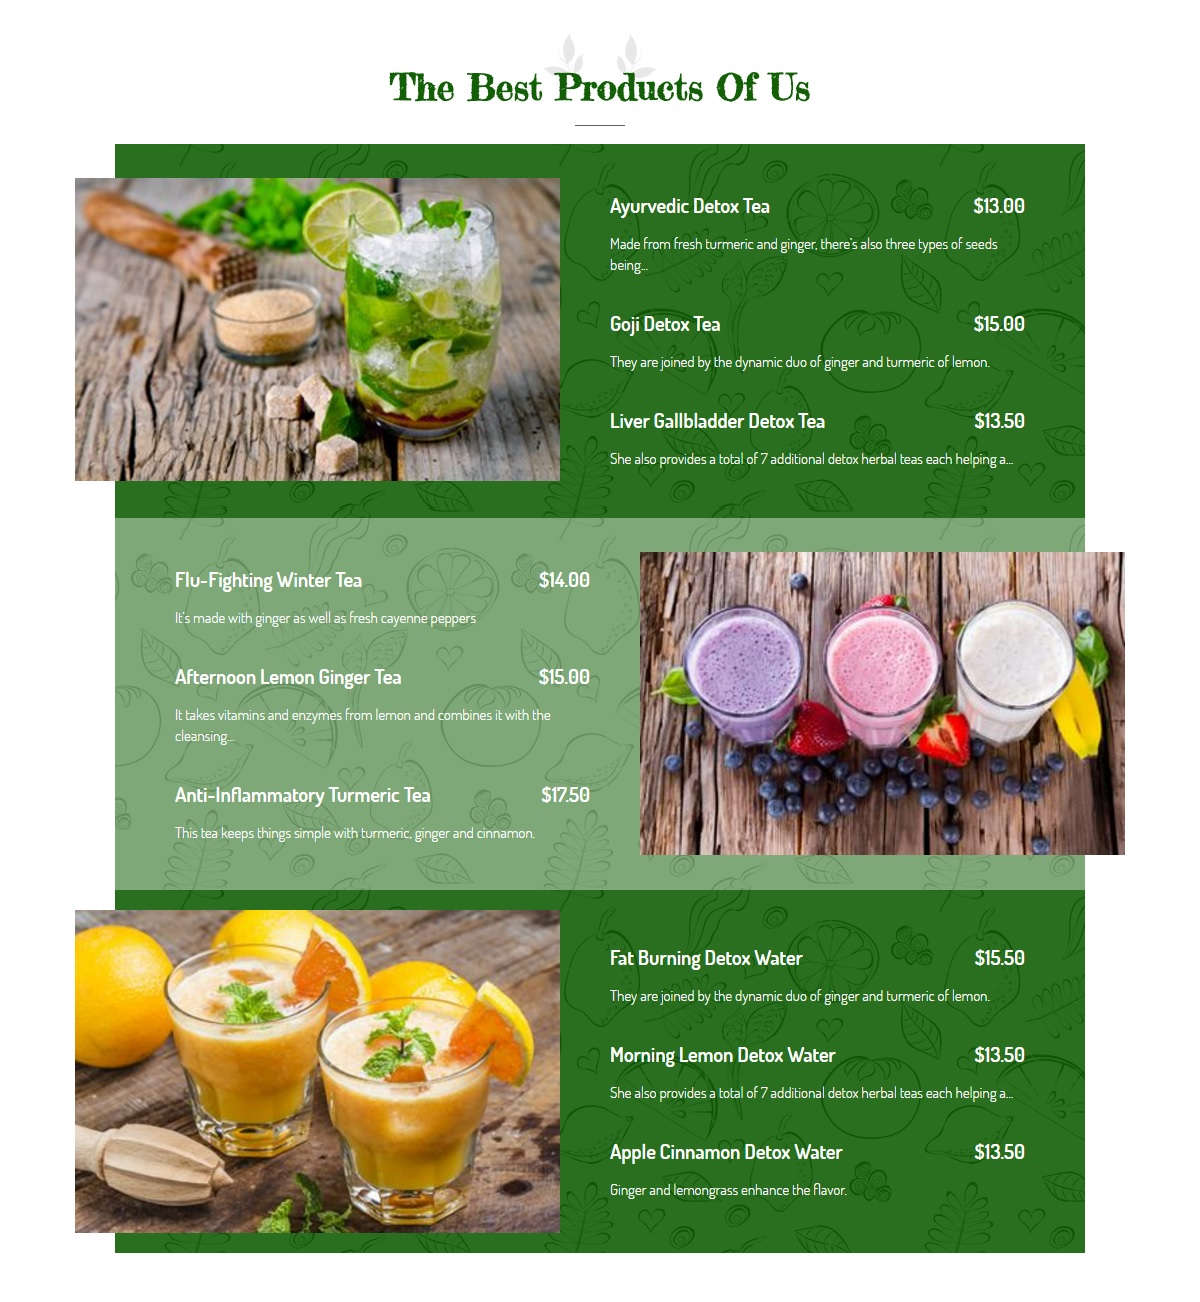 The Best Products Of Us
Ayurvedic Detox Tea $13.00
Made from fresh turmeric and ginger, there's also three types of seeds
being...
Goji Detox Tea $15.00
They are joined by the dynamic duo of ginger and turmeric of lemon.
Liver Gallbladder Detox Tea $13.50
She also provides a total of 7 additional detox herbal teas each helping a...
Flu-Fighting Winter Tea $14.00
It's made with ginger as well as fresh cayenne peppers
Afternoon Lemon Ginger Tea $15.00
It takes vitamins and enzymes from lemon and combines it with the
cleansing...
Anti-Inflammatory Turmeric Tea $17.50
This tea keeps things simple with turmeric, ginger and cinnamon.
Fat Burning Detox Water $15.50
They are joined by the dynamic duo of ginger and turmeric of lemon.
Morning Lemon Detox Water $13.50
She also provides a total of 7 additional detox herbal teas each helping a...
Apple Cinnamon Detox Water $13.50
Ginger and lemongrass enhance the flavor.